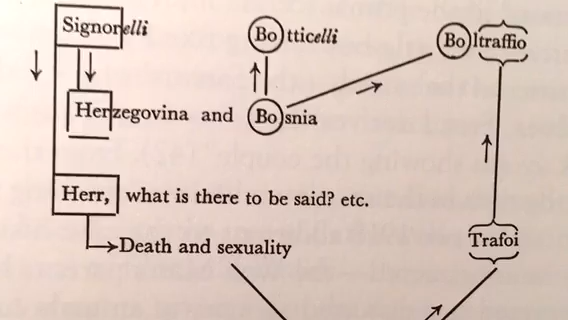 Signorelli Botticelli Boltraffio
Herzegovina and Bosnia
Herr, what is there to be said? etc.
Death and sexuality Trafoi